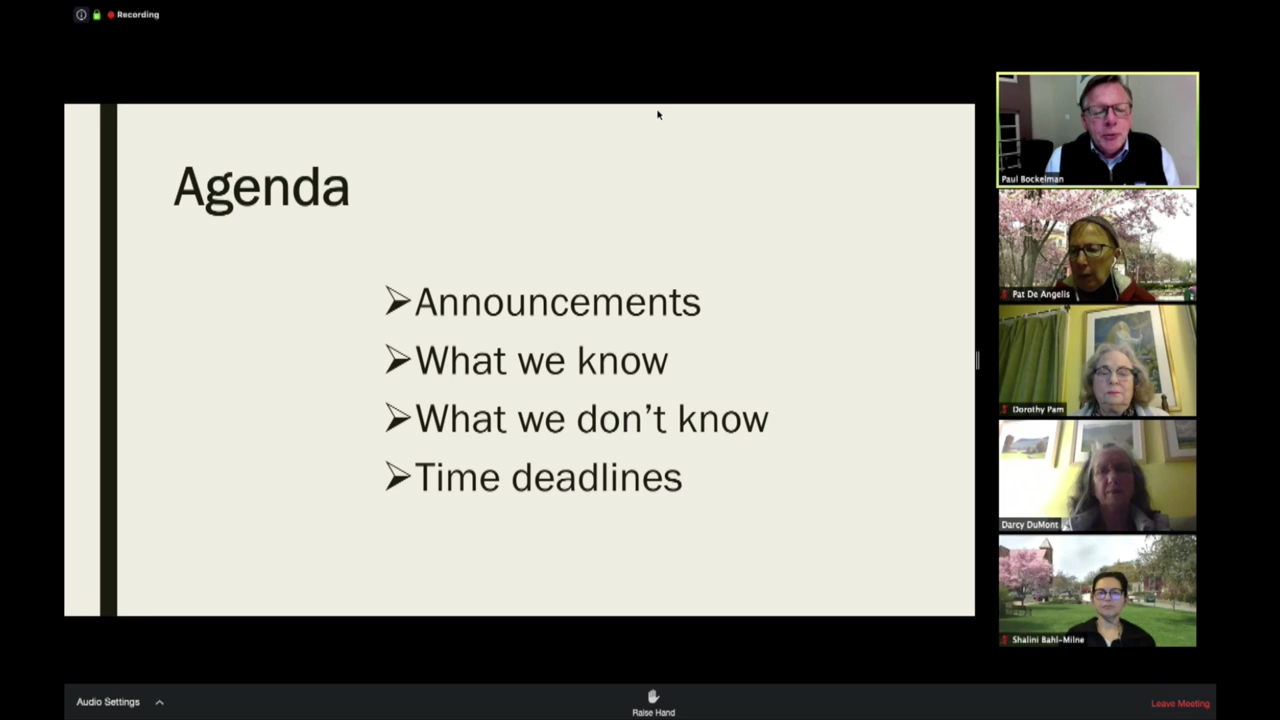 Recording
Agenda
➢Announcements
➢What we know
➢What we don’t know
➢Time deadlines
Paul Bockelman
Pat De Angelis
Dorothy Pam
Darcy DuMont
Shalini Bahl-Milne
Audio Settings
Raise Hand
Leave Meeting